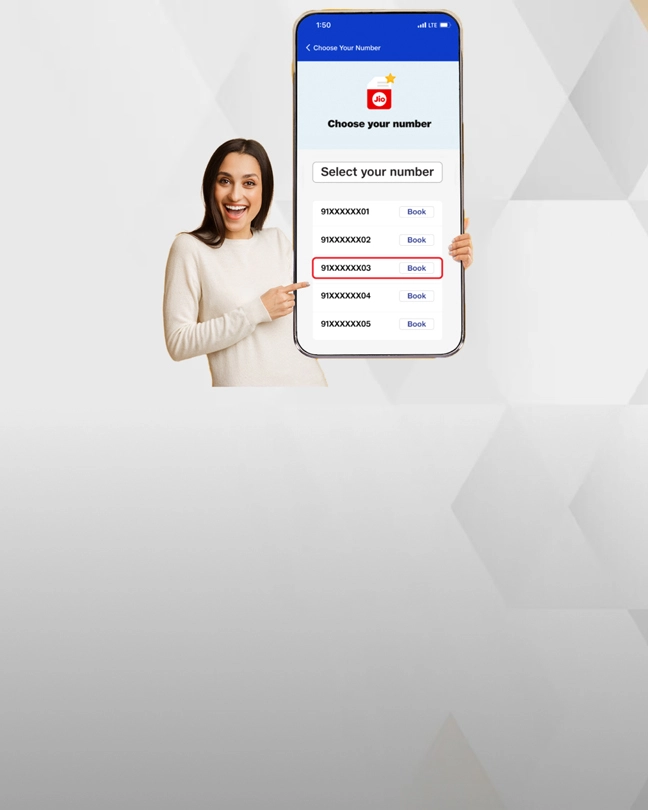 1:50
LTE
Choose Your Number
Jio
Choose your number
Select your number
91XXXXXX01 Book
91XXXXXX02 Book
91XXXXXX03 Book
91XXXXXX04 Book
91XXXXXX05 Book